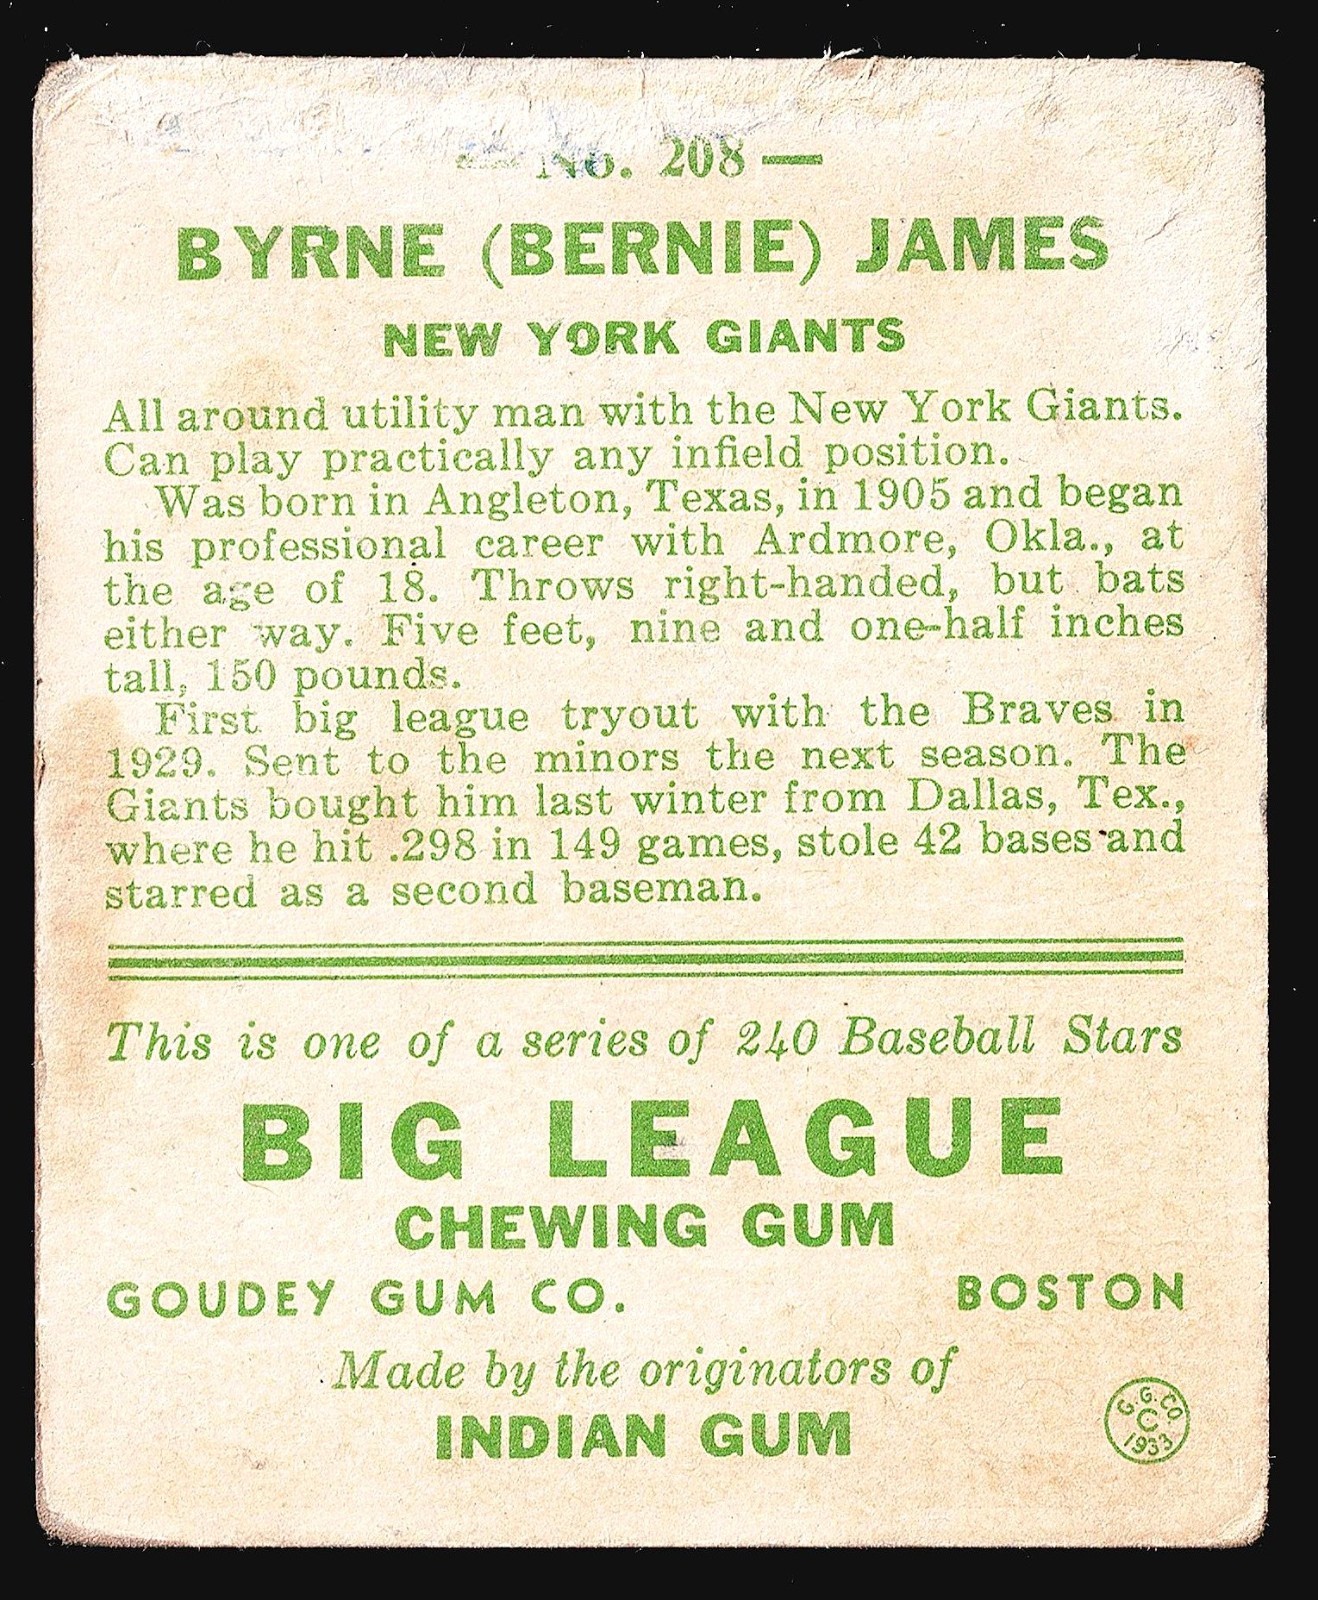 — No. 208 —
BYRNE (BERNIE) JAMES
NEW YORK GIANTS
All around utility man with the New York Giants.
Can play practically any infield position.
Was born in Angleton, Texas, in 1905 and began
his professional career with Ardmore, Okla., at
the age of 18. Throws right-handed, but bats
either way. Five feet, nine and one-half inches
tall, 150 pounds.
First big league tryout with the Braves in
1929. Sent to the minors the next season. The
Giants bought him last winter from Dallas, Tex.,
where he hit .298 in 149 games, stole 42 bases and
starred as a second baseman.
This is one of a series of 240 Baseball Stars
BIG LEAGUE
CHEWING GUM
GOUDEY GUM CO. BOSTON
Made by the originators of
INDIAN GUM
G. G. CO.
C
1933